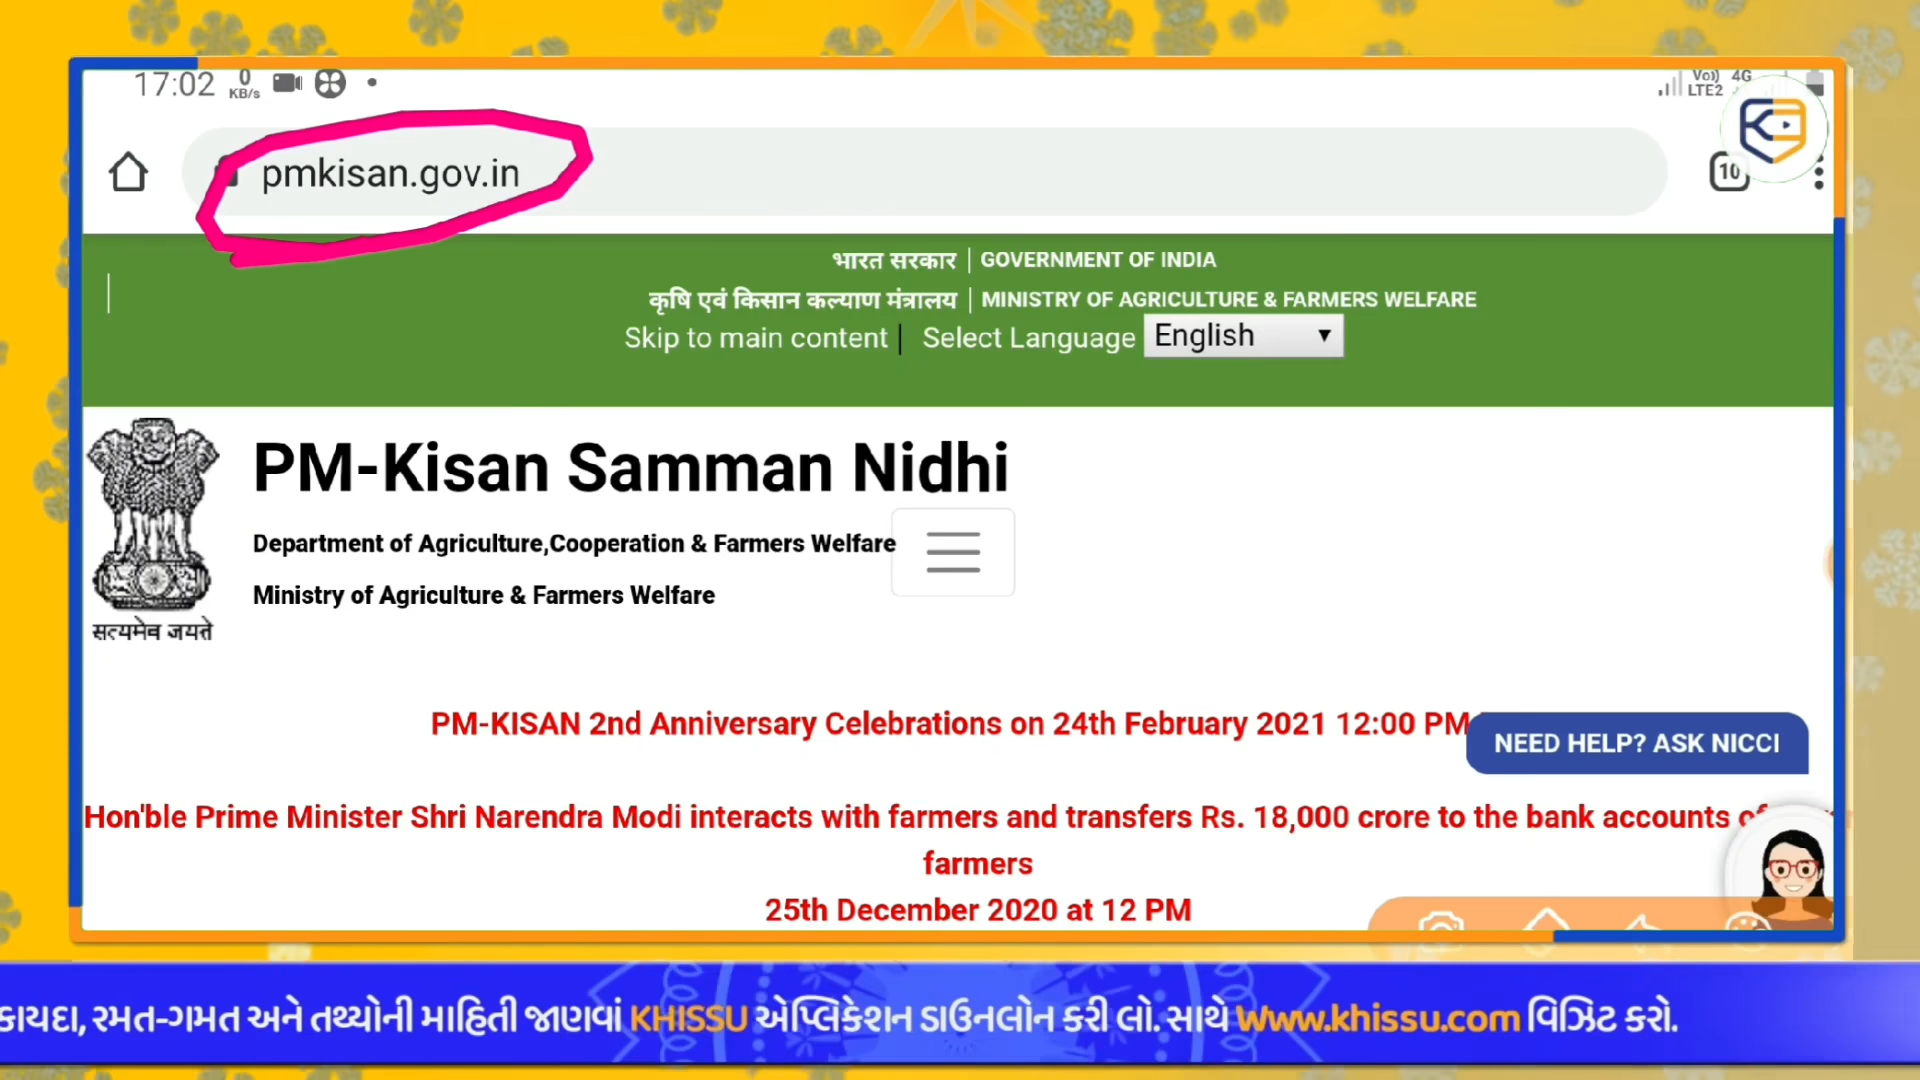 17:02 0 KB/s Vo) LTE2 4G
pmkisan.gov.in 10
भारत सरकार GOVERNMENT OF INDIA
कृषि एवं किसान कल्याण मंत्रालय MINISTRY OF AGRICULTURE & FARMERS WELFARE
Skip to main content Select Language English
PM-Kisan Samman Nidhi
Department of Agriculture,Cooperation & Farmers Welfare
Ministry of Agriculture & Farmers Welfare
सत्यमेव जयते
PM-KISAN 2nd Anniversary Celebrations on 24th February 2021 12:00 PM
NEED HELP? ASK NICCI
Hon'ble Prime Minister Shri Narendra Modi interacts with farmers and transfers Rs. 18,000 crore to the bank accounts of
farmers
25th December 2020 at 12 PM
કાયદા, રમત-ગમત અને તથ્યોની માહિતી જાણવાં KHISSU એપ્લિકેશન ડાઉનલોન કરી લો. સાથે Www.khissu.com વિઝિટ કરો.